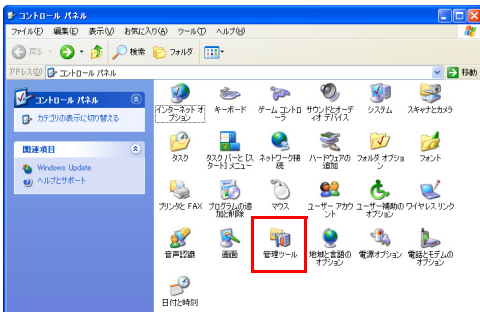 コントロール パネル
ファイル(F) 編集(E) 表示(V) お気に入り(A) ツール(T) ヘルプ(H)
戻る 検索 フォルダ
アドレス(D) コントロール パネル 移動
コントロール パネル
カテゴリの表示に切り替える
関連項目
Windows Update
ヘルプとサポート
インターネット オプション
キーボード
ゲーム コントローラ
サウンドとオーディオ デバイス
システム
スキャナとカメラ
タスク
タスク バーと [スタート] メニュー
ネットワーク接続
ハードウェアの追加
フォルダ オプション
フォント
プリンタと FAX
プログラムの追加と削除
マウス
ユーザー アカウント
ユーザー補助のオプション
ワイヤレス リンク
音声認識
画面
管理ツール
地域と言語のオプション
電源オプション
電話とモデムのオプション
日付と時刻